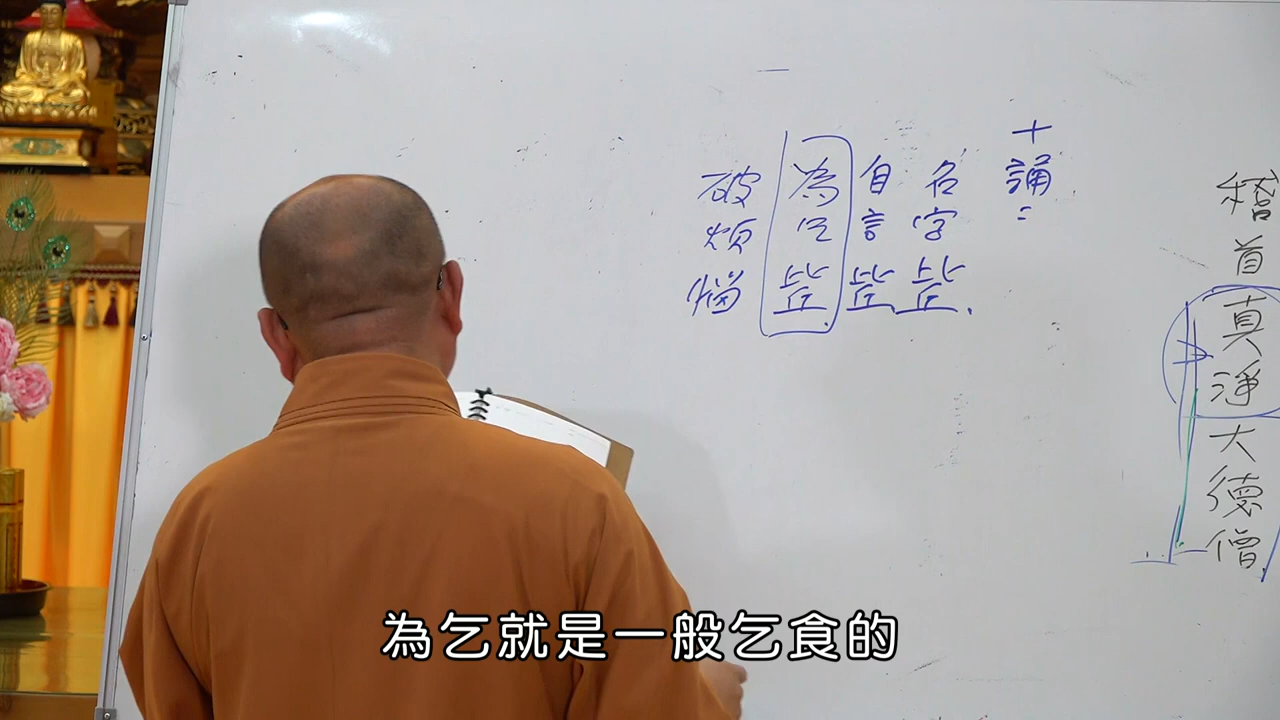 稽首真淨大德僧
十誦:
名字比丘.
自言比丘
為乞比丘.
破煩惱
為乞就是一般乞食的